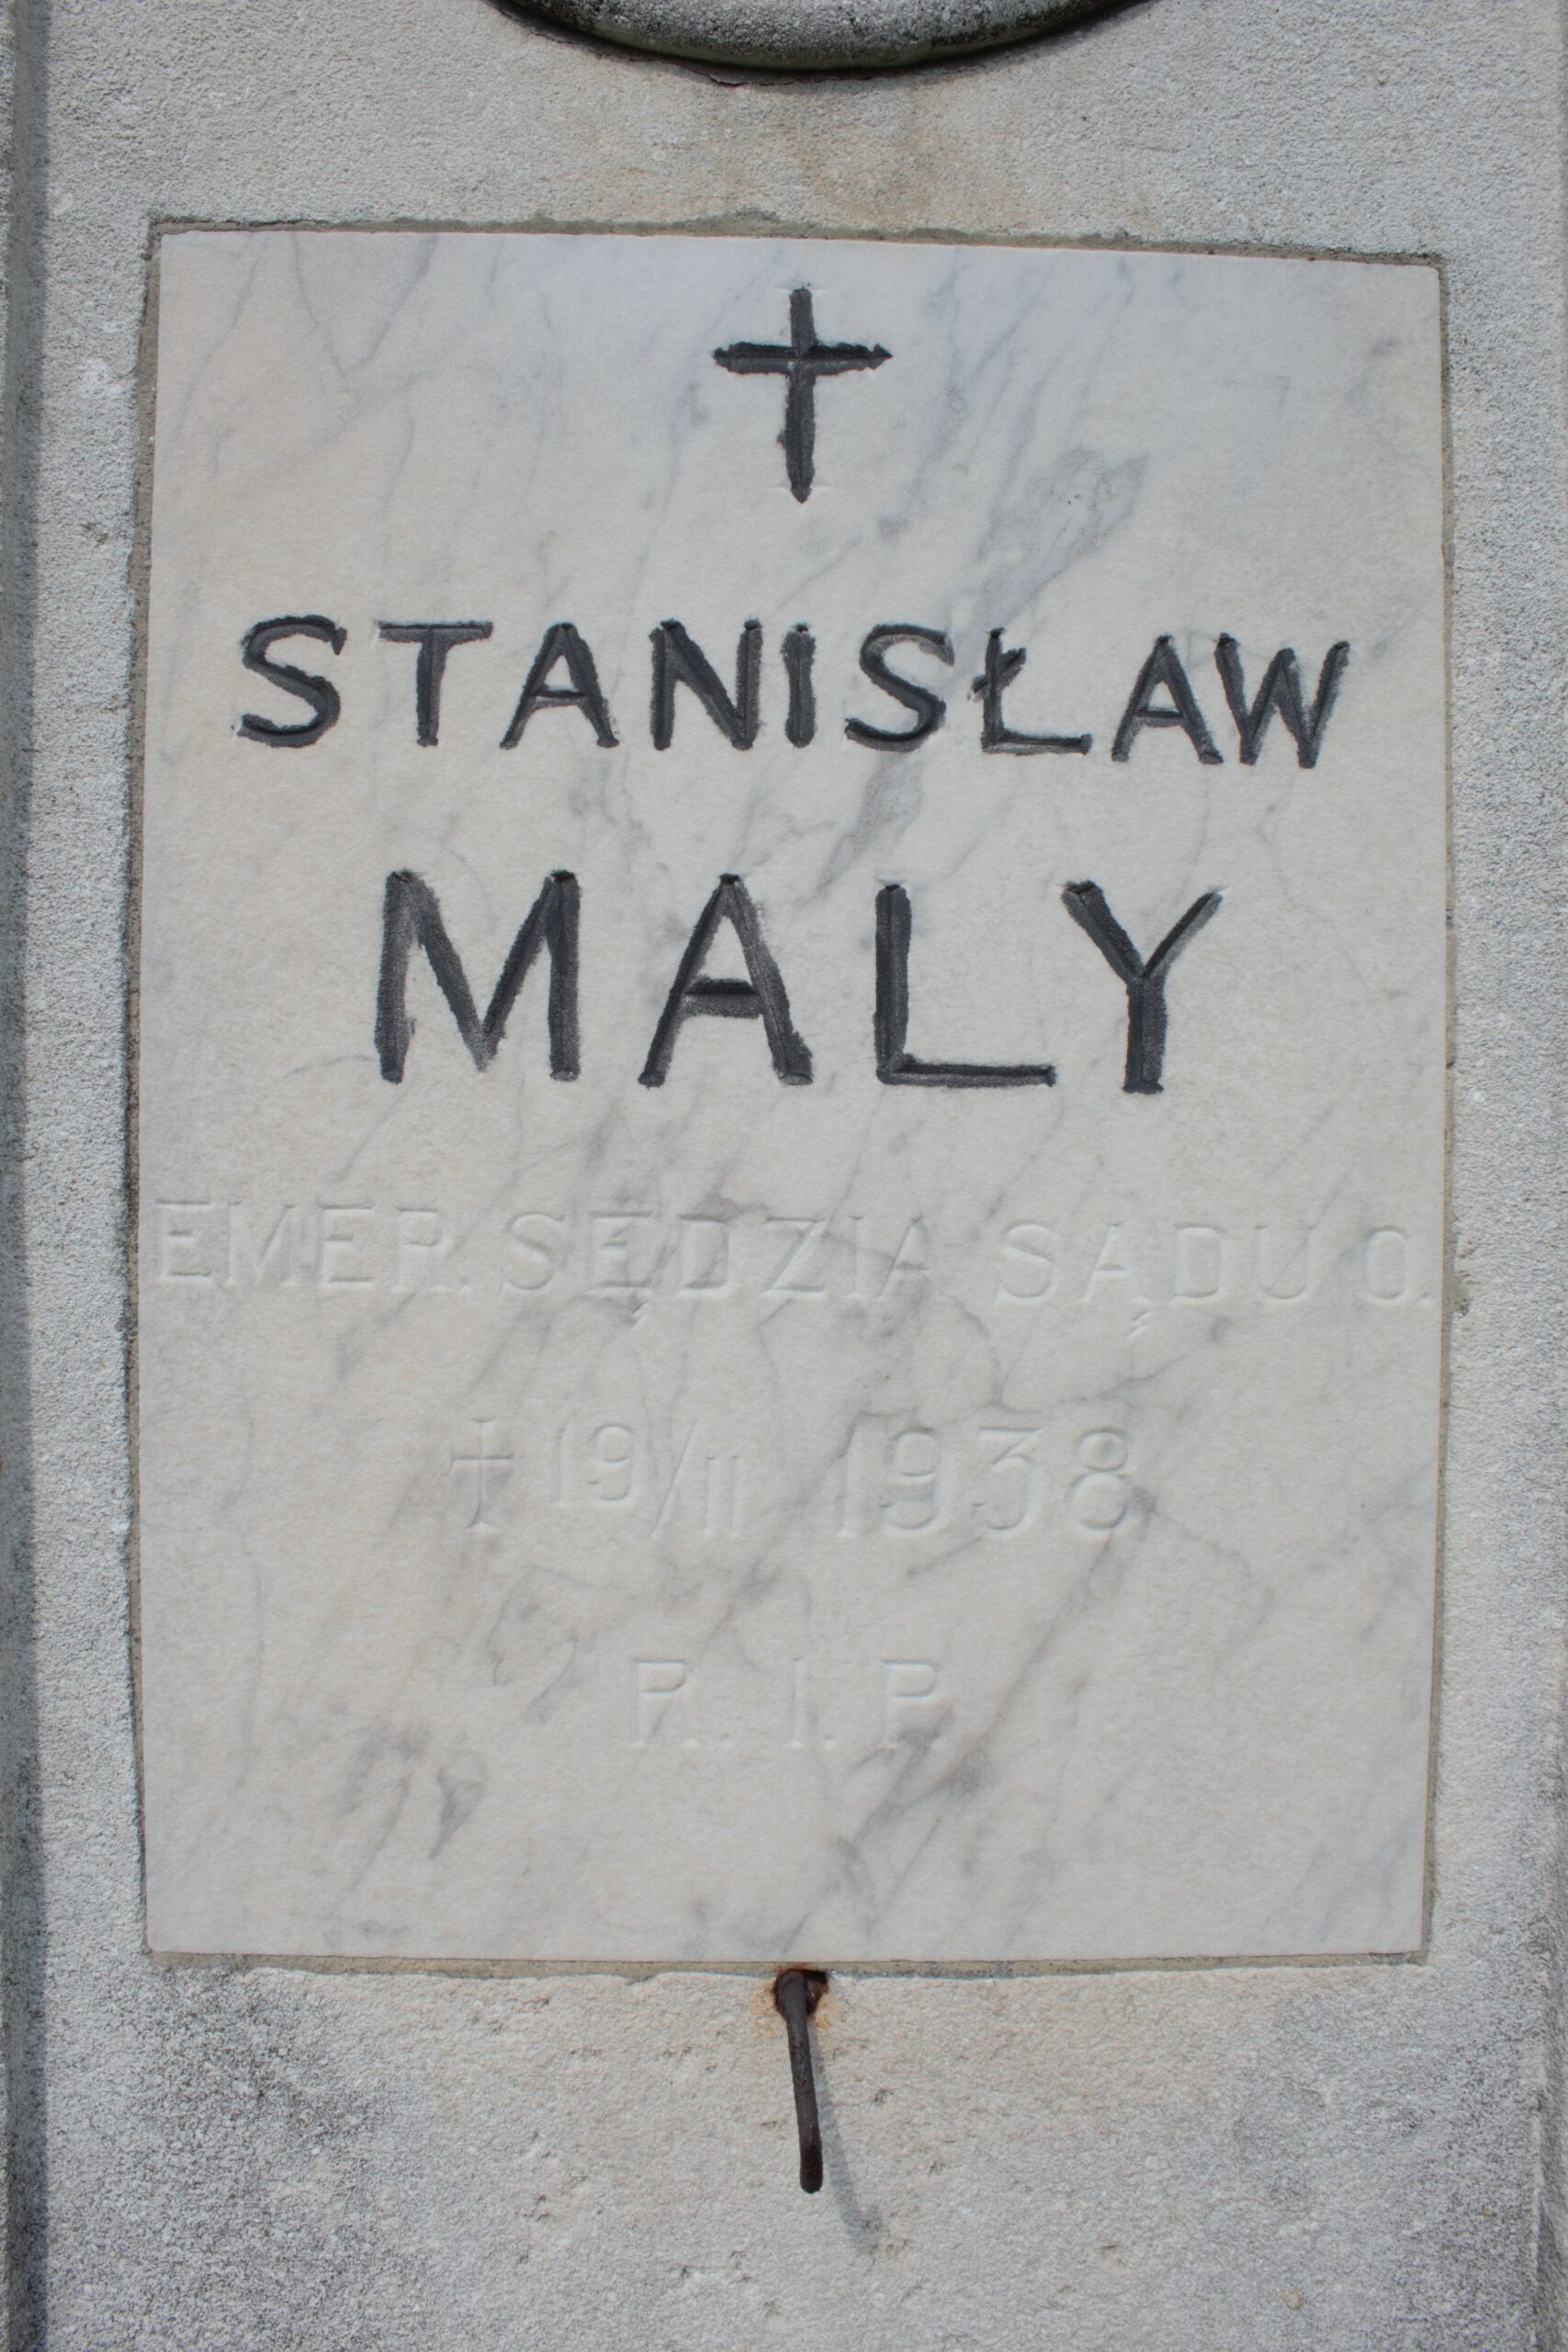 STANISŁAW
MALY
EMER. SĘDZIA SĄDU O.
† 19/II 1938
R. I. P.